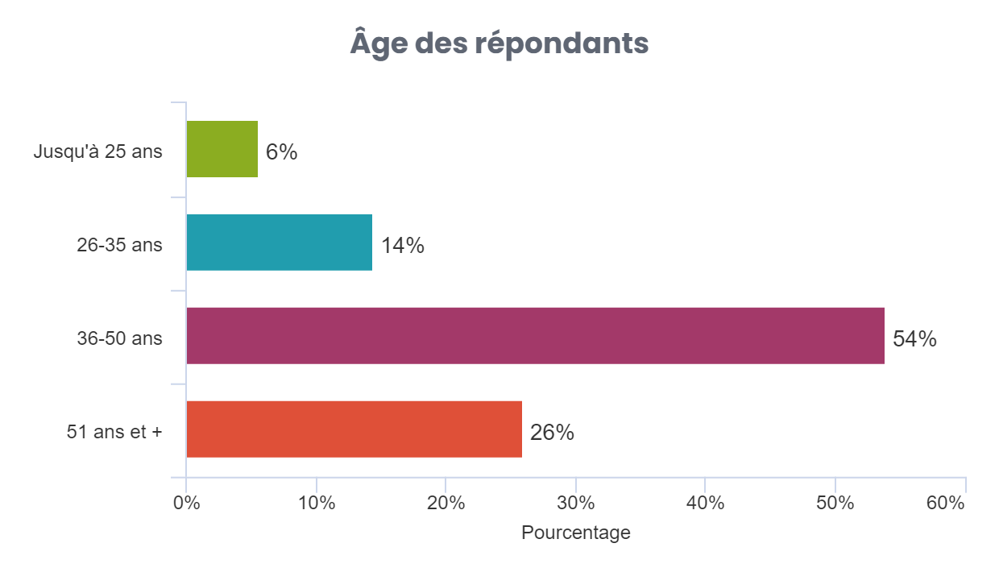 Âge des répondants
Jusqu'à 25 ans
6%
26-35 ans
14%
36-50 ans
54%
51 ans et +
26%
0% 10% 20% 30% 40% 50% 60%
Pourcentage